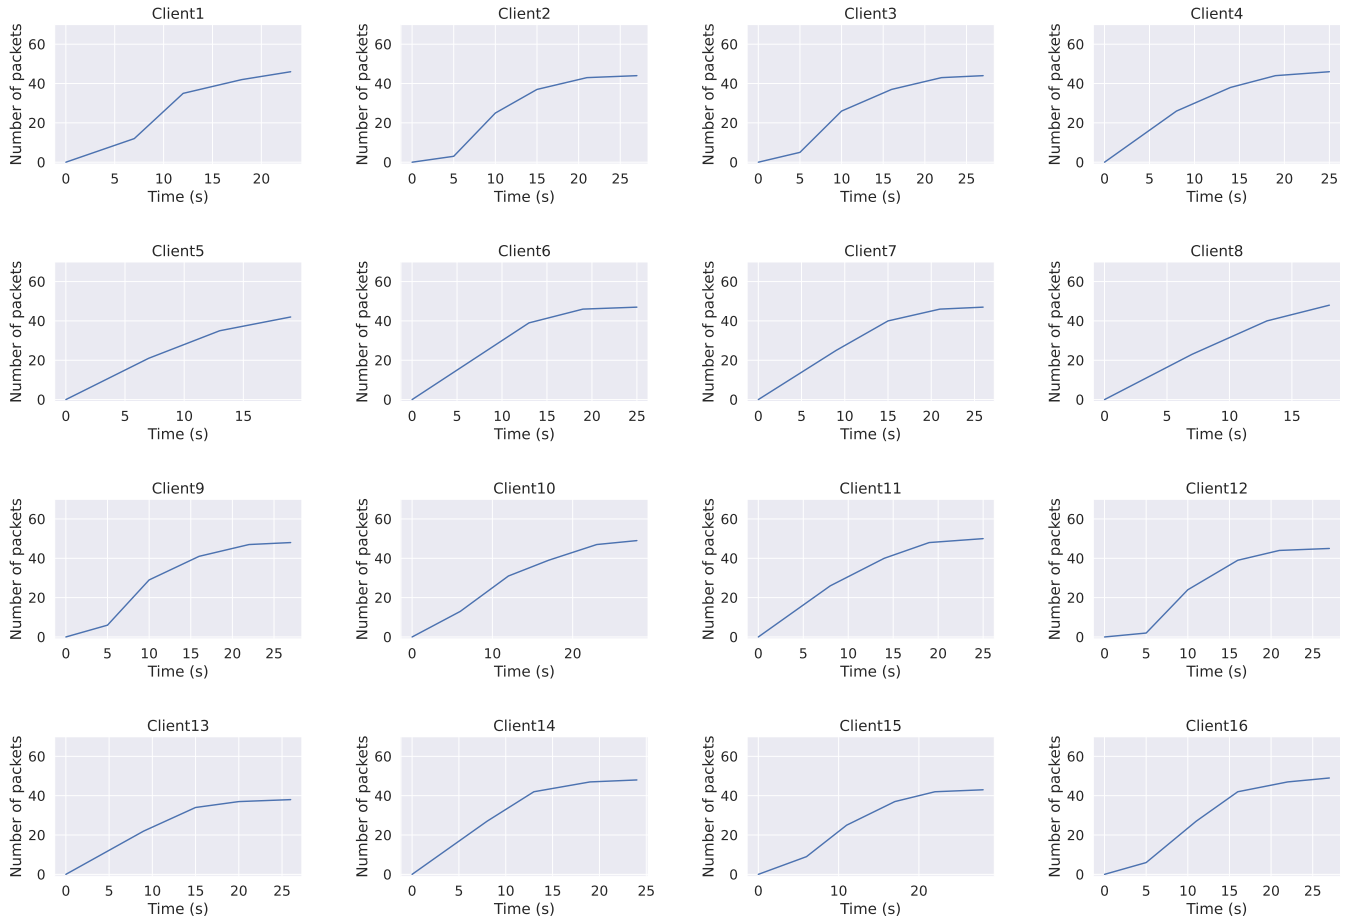 Client1 Client2 Client3 Client4
Number of packets 60 40 20 0 Number of packets 60 40 20 0 Number of packets 60 40 20 0 Number of packets 60 40 20 0
0 5 10 15 20 0 5 10 15 20 25 0 5 10 15 20 25 0 5 10 15 20 25
Time (s) Time (s) Time (s) Time (s)
Client5 Client6 Client7 Client8
Number of packets 60 40 20 0 Number of packets 60 40 20 0 Number of packets 60 40 20 0 Number of packets 60 40 20 0
0 5 10 15 0 5 10 15 20 25 0 5 10 15 20 25 0 5 10 15
Time (s) Time (s) Time (s) Time (s)
Client9 Client10 Client11 Client12
Number of packets 60 40 20 0 Number of packets 60 40 20 0 Number of packets 60 40 20 0 Number of packets 60 40 20 0
0 5 10 15 20 25 0 10 20 0 5 10 15 20 25 0 5 10 15 20 25
Time (s) Time (s) Time (s) Time (s)
Client13 Client14 Client15 Client16
Number of packets 60 40 20 0 Number of packets 60 40 20 0 Number of packets 60 40 20 0 Number of packets 60 40 20 0
0 5 10 15 20 25 0 5 10 15 20 25 0 10 20 0 5 10 15 20 25
Time (s) Time (s) Time (s) Time (s)